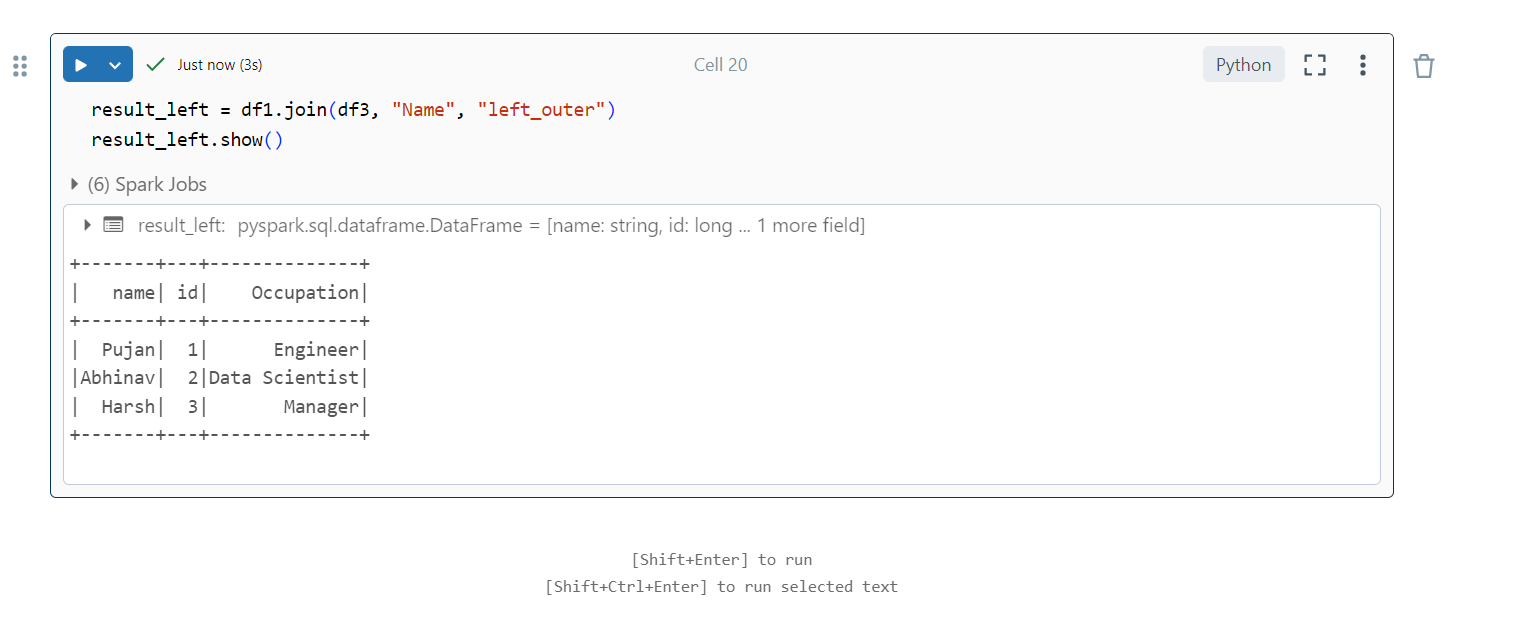 Just now (3s)
Cell 20
Python
result_left = df1.join(df3, "Name", "left_outer")
result_left.show()
(6) Spark Jobs
result_left: pyspark.sql.dataframe.DataFrame = [name: string, id: long ... 1 more field]
+-------+---+--------------+
|   name| id|    Occupation|
+-------+---+--------------+
|  Pujan|  1|      Engineer|
|Abhinav|  2|Data Scientist|
|  Harsh|  3|       Manager|
+-------+---+--------------+
[Shift+Enter] to run
[Shift+Ctrl+Enter] to run selected text